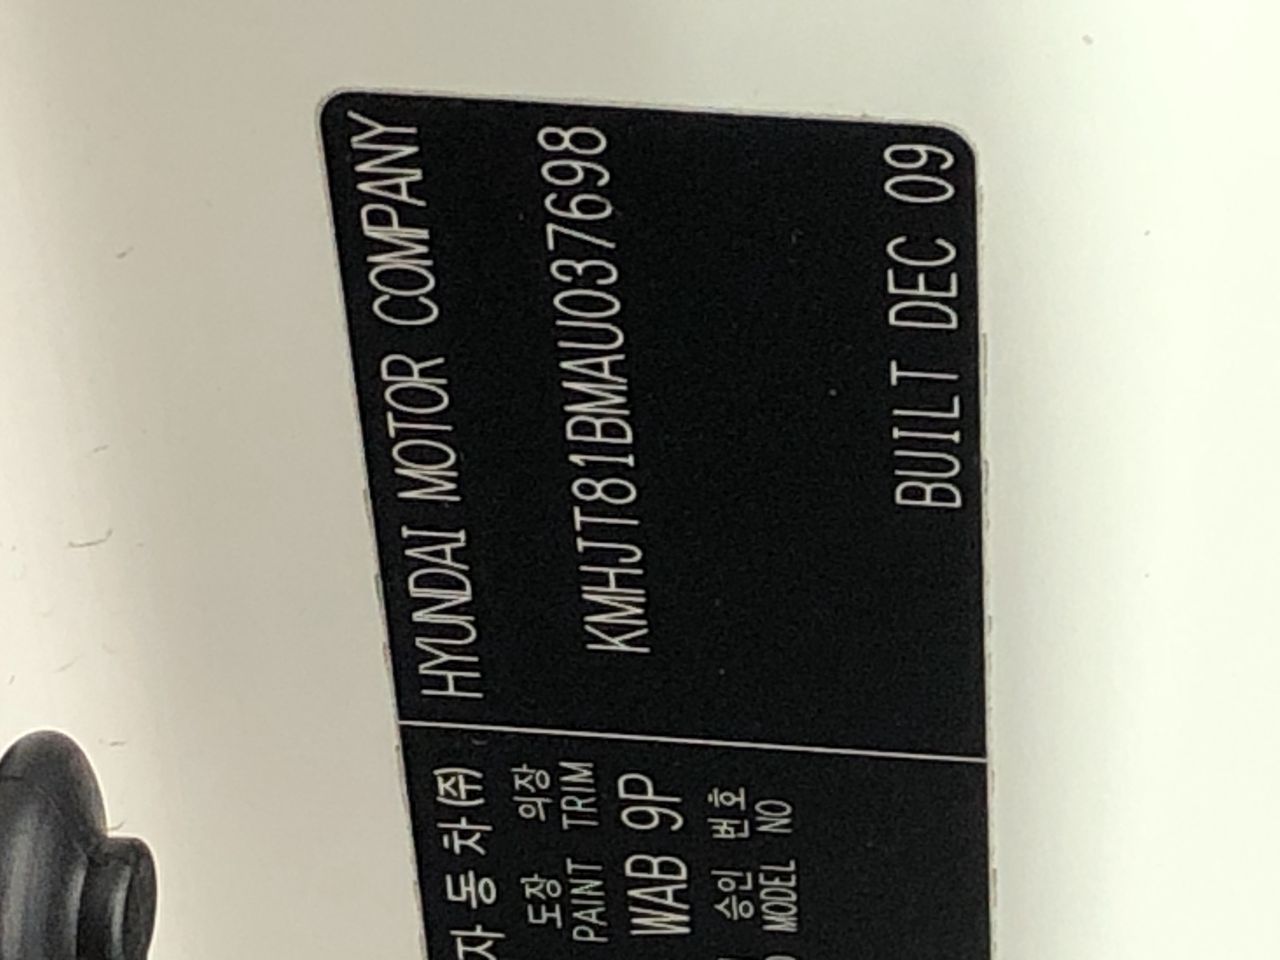 자동차(주)
HYUNDAI MOTOR COMPANY
도장 의장
PAINT TRIM
WAB 9P
KMHJT81BMAU037698
승인 번호
MODEL NO
BUILT DEC 09